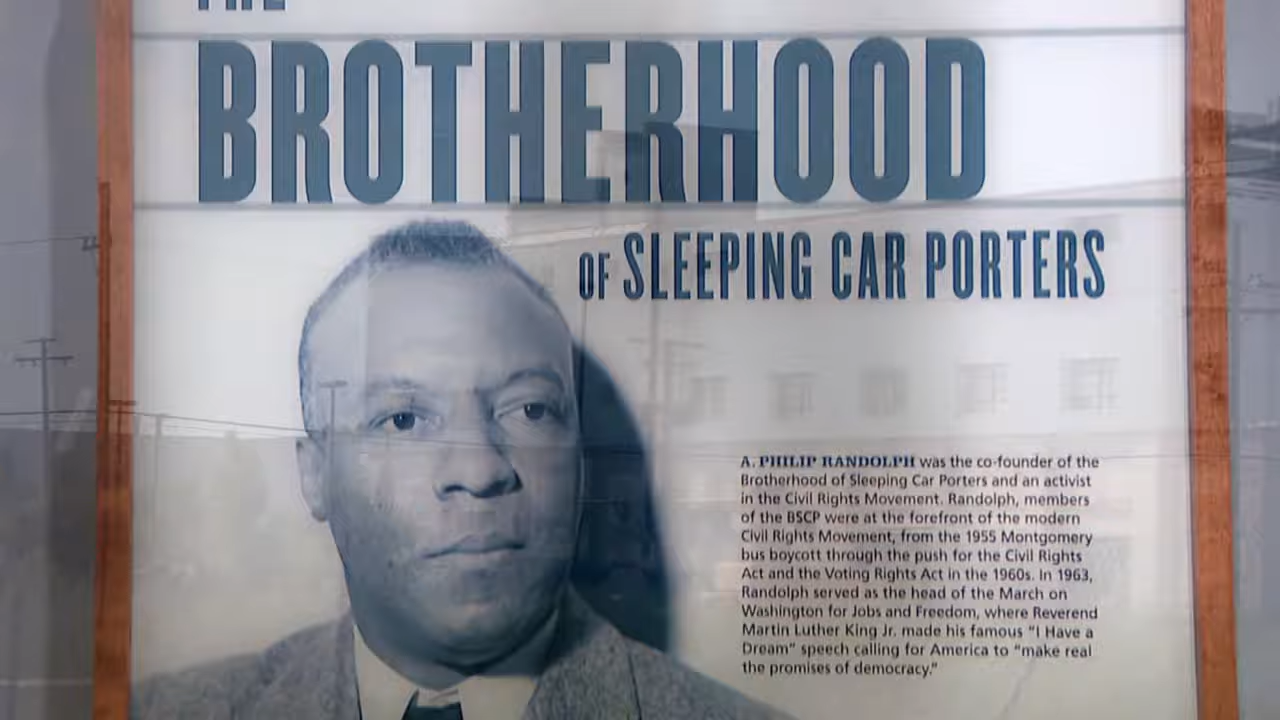 THE
BROTHERHOOD
OF SLEEPING CAR PORTERS
A. PHILIP RANDOLPH was the co-founder of the
Brotherhood of Sleeping Car Porters and an activist
in the Civil Rights Movement. Randolph, members
of the BSCP were at the forefront of the modern
Civil Rights Movement, from the 1955 Montgomery
bus boycott through the push for the Civil Rights
Act and the Voting Rights Act in the 1960s. In 1963,
Randolph served as the head of the March on
Washington for Jobs and Freedom, where Reverend
Martin Luther King Jr. made his famous “I Have a
Dream” speech calling for America to “make real
the promises of democracy.”